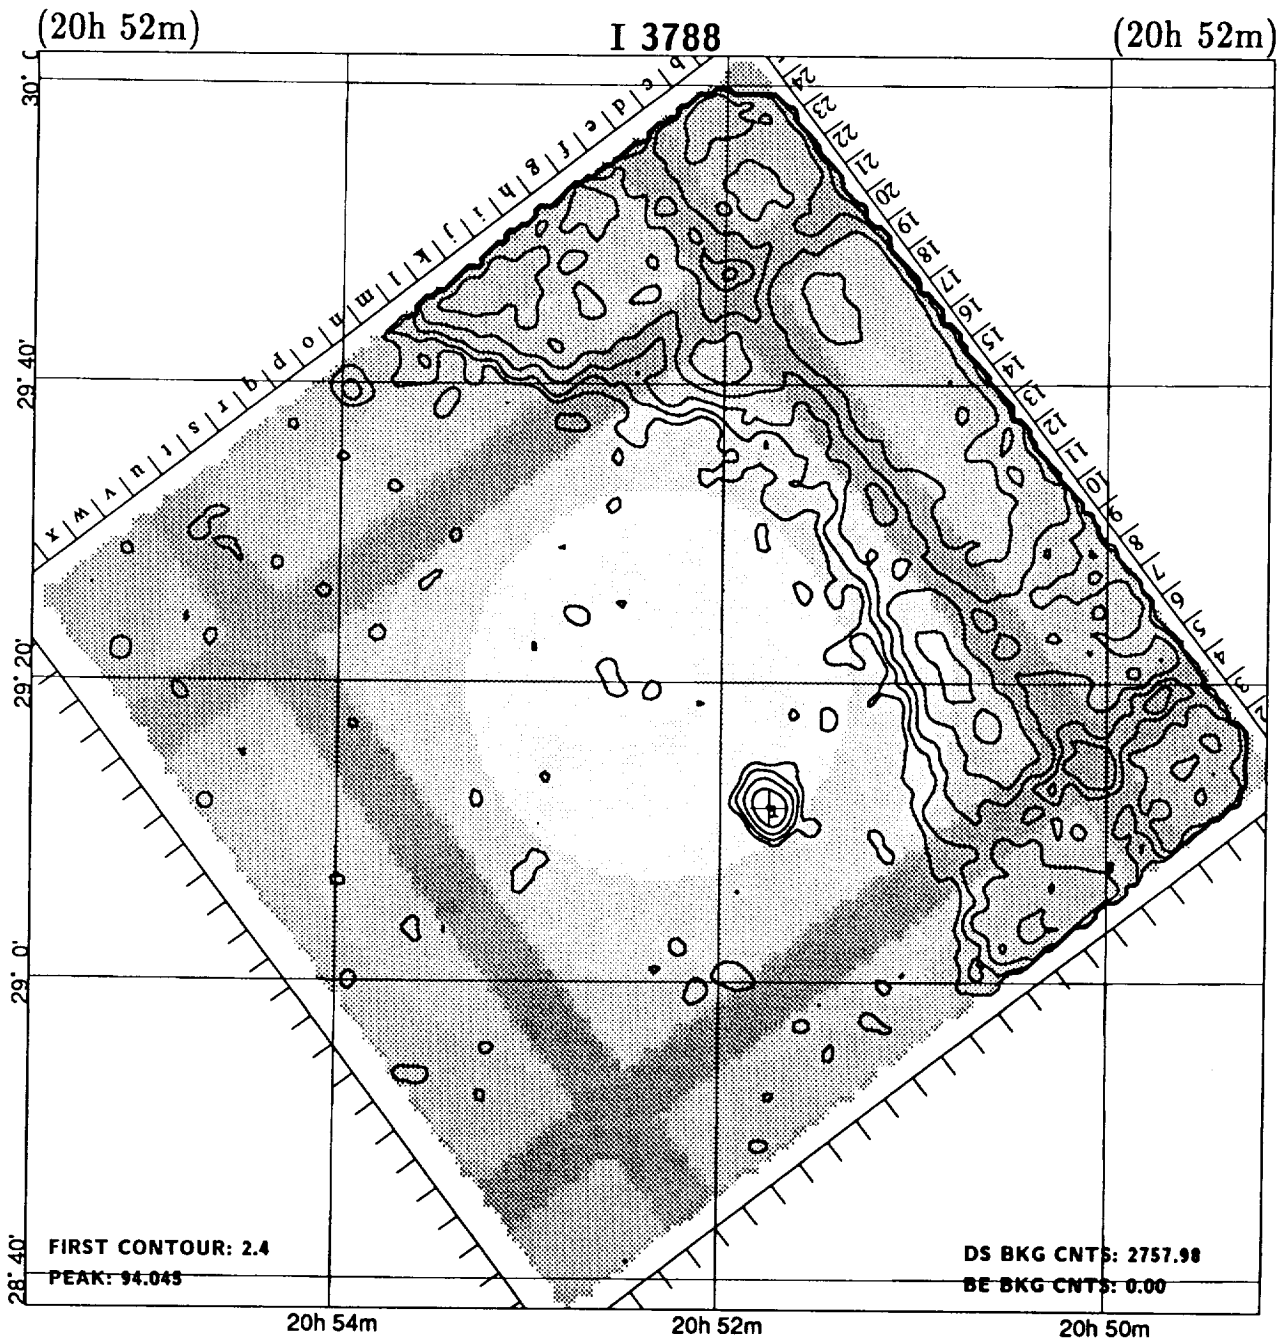 (20h 52m) I 3788 (20h 52m)
30°
b c d e f g h i j k l m n o p q r s t u v w x
24 23 22 21 20 19 18 17 16 15 14 13 12 11 10 9 8 7 6 5 4 3 2
29° 40'
29° 20'
29° 0'
28° 40'
1
FIRST CONTOUR: 2.4
PEAK: 94.045
DS BKG CNTS: 2757.98
BE BKG CNTS: 0.00
20h 54m 20h 52m 20h 50m